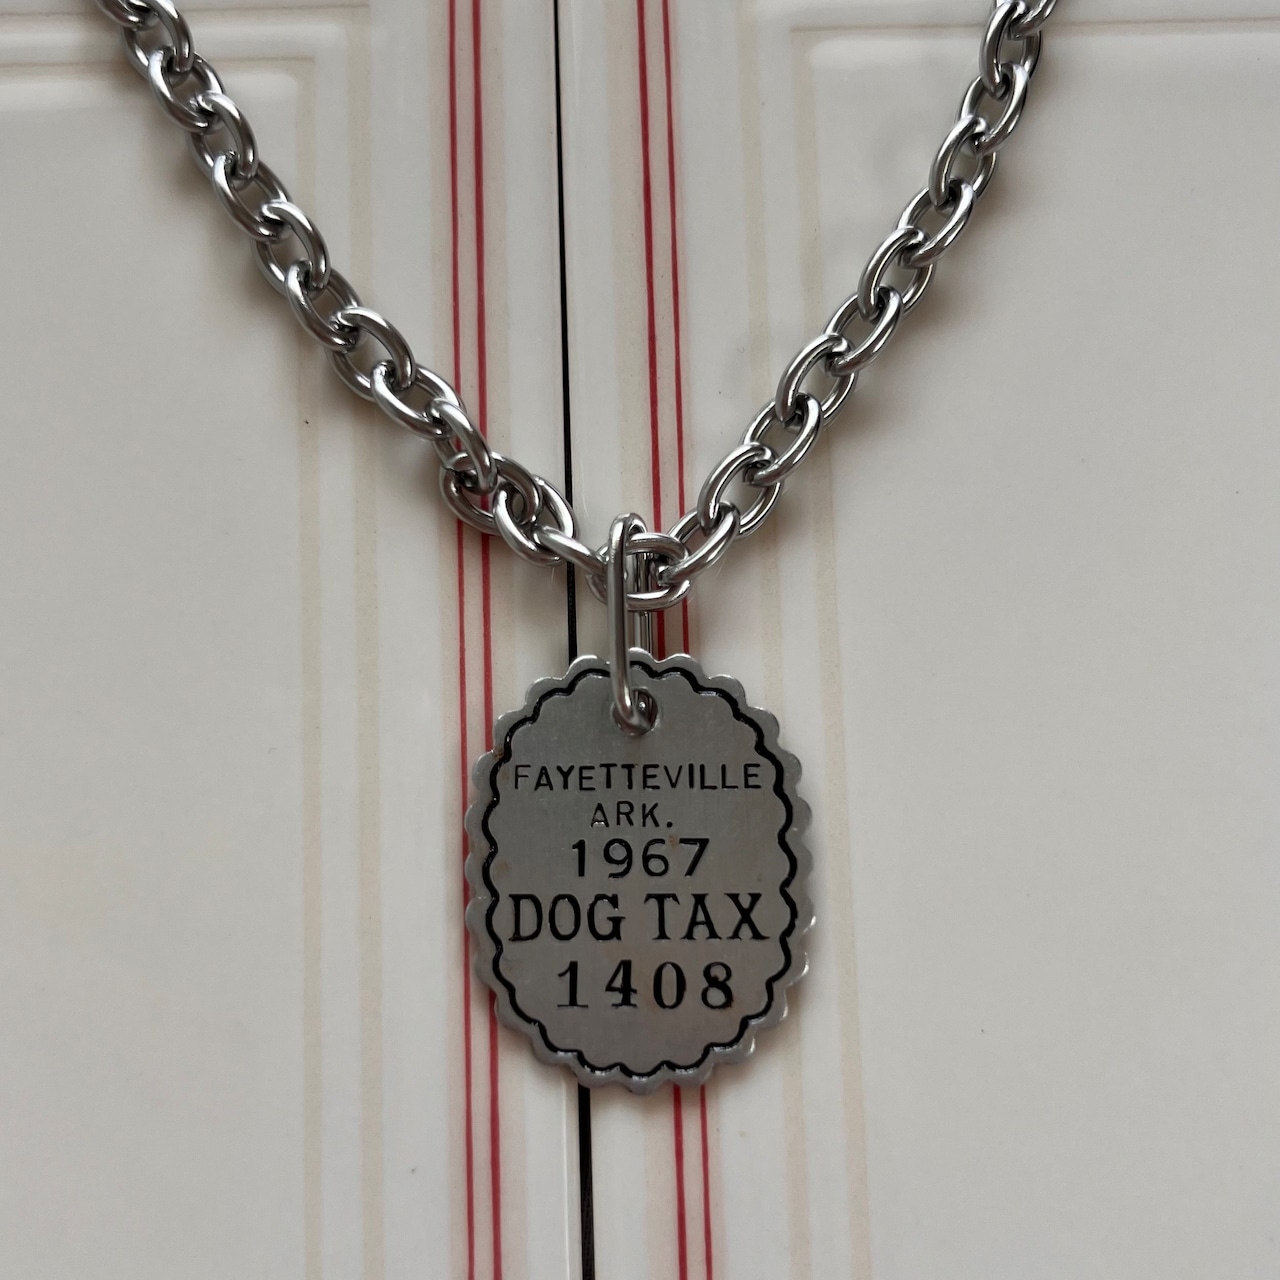 FAYETTEVILLE
ARK.
1967
DOG TAX
1408